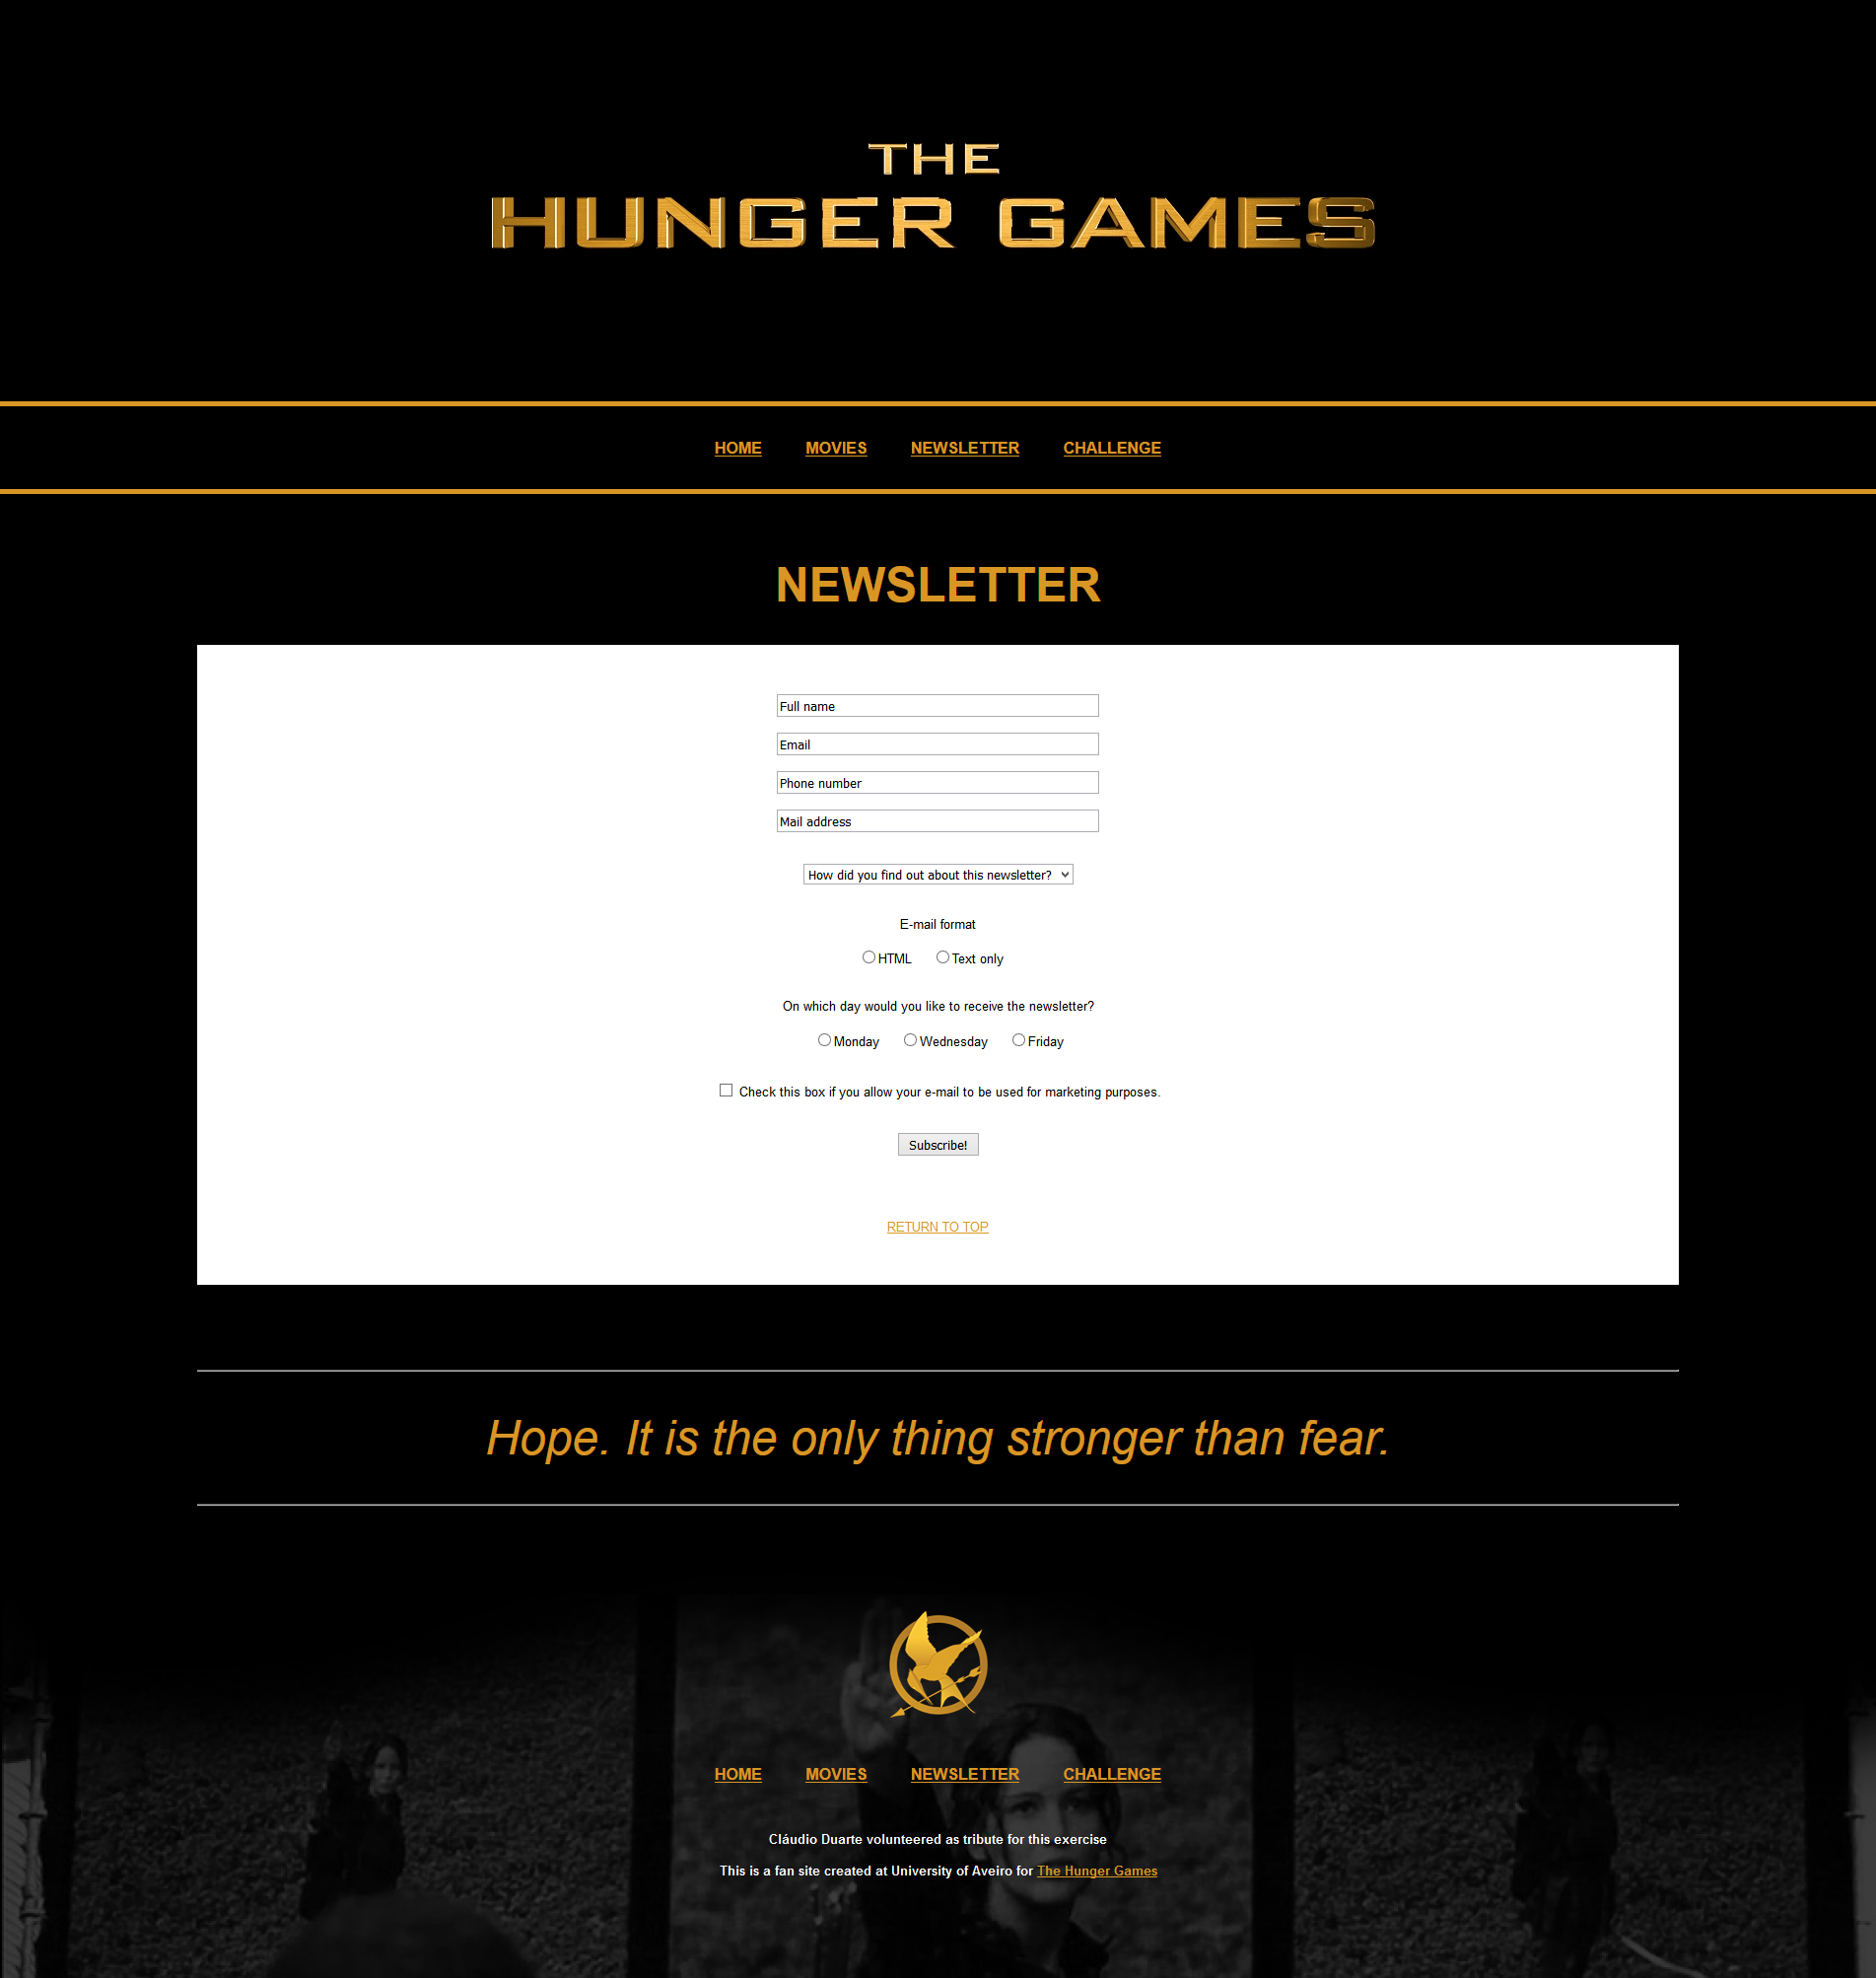 THE
HUNGER GAMES
HOME MOVIES NEWSLETTER CHALLENGE
NEWSLETTER
Full name
Email
Phone number
Mail address
How did you find out about this newsletter?
E-mail format
HTML Text only
On which day would you like to receive the newsletter?
Monday Wednesday Friday
Check this box if you allow your e-mail to be used for marketing purposes.
Subscribe!
RETURN TO TOP
Hope. It is the only thing stronger than fear.
HOME MOVIES NEWSLETTER CHALLENGE
Cláudio Duarte volunteered as tribute for this exercise
This is a fan site created at University of Aveiro for The Hunger Games